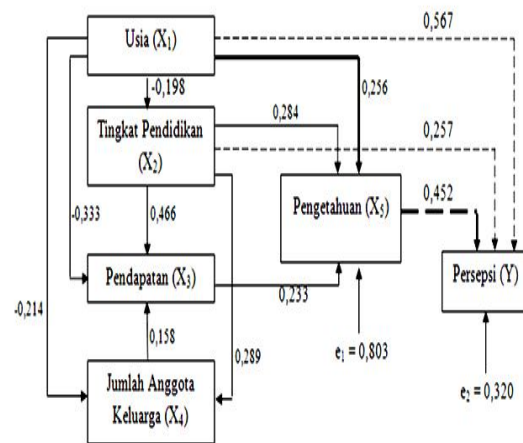 Usia (X1)
0,567
-0,198
0,256
Tingkat Pendidikan
(X2)
0,284
0,257
Pengetahuan (X5)
0,452
-0,333
0,466
Pendapatan (X3)
0,233
Persepsi (Y)
-0,214
0,158
0,289
e1 = 0,803
Jumlah Anggota
Keluarga (X4)
e2 = 0,320